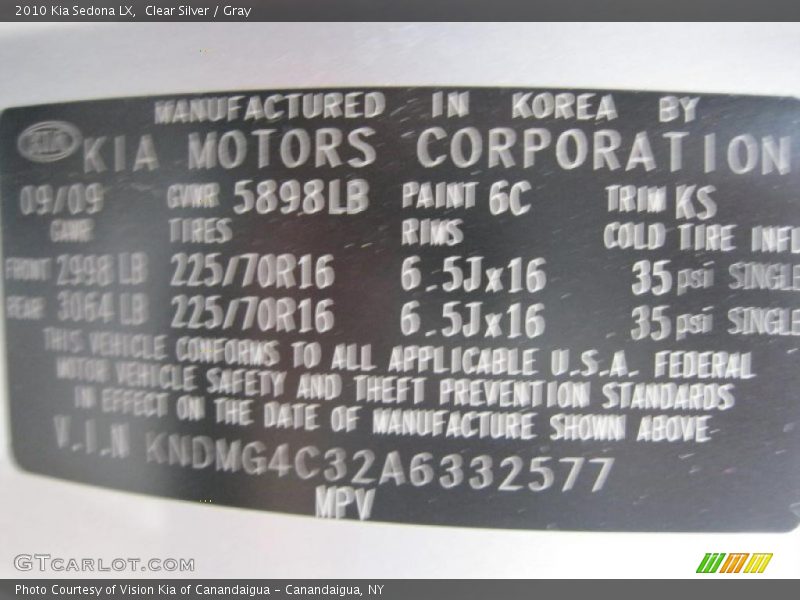 2010 Kia Sedona LX, Clear Silver / Gray
MANUFACTURED IN KOREA BY
KIA KIA MOTORS CORPORATION
09/09 GVWR 5898LB PAINT 6C TRIM KS
GAWR TIRES RIMS COLD TIRE INFL
FRONT 2998 LB 225/70R16 6.5Jx16 35psi SINGLE
REAR 3064 LB 225/70R16 6.5Jx16 35psi SINGLE
THIS VEHICLE CONFORMS TO ALL APPLICABLE U.S.A. FEDERAL
MOTOR VEHICLE SAFETY AND THEFT PREVENTION STANDARDS
IN EFFECT ON THE DATE OF MANUFACTURE SHOWN ABOVE
V.I.N KNDMG4C32A6332577
MPV
GTCARLOT.COM
Photo Courtesy of Vision Kia of Canandaigua - Canandaigua, NY